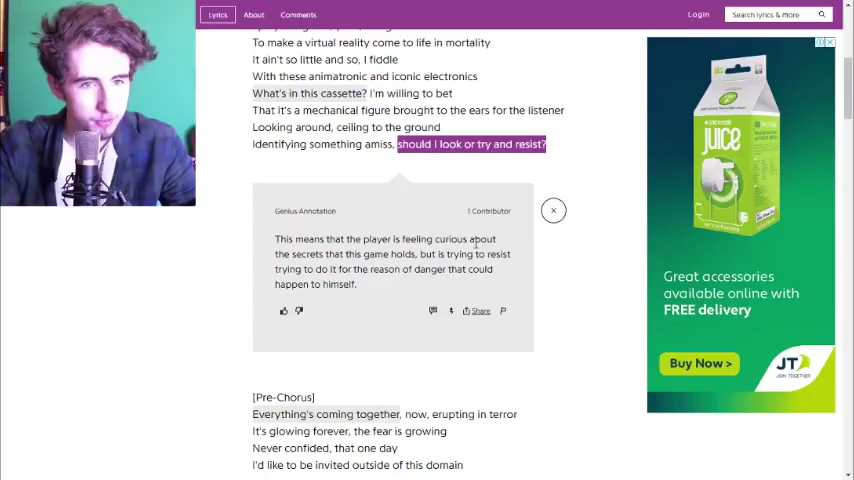 Lyrics About Comments Login Search lyrics & more
To make a virtual reality come to life in mortality
It ain't so little and so, I fiddle
With these animatronic and iconic electronics
What's in this cassette? I'm willing to bet
That it's a mechanical figure brought to the ears for the listener
Looking around, ceiling to the ground
Identifying something amiss, should I look or try and resist?
Genius Annotation 1 Contributor
This means that the player is feeling curious about
the secrets that this game holds, but is trying to resist
trying to do it for the reason of danger that could
happen to himself.
Share
[Pre-Chorus]
Everything's coming together, now, erupting in terror
It's glowing forever, the fear is growing
Never confided, that one day
I'd like to be invited outside of this domain
juice
Great accessories
available online with
FREE delivery
Buy Now >
JT
JOIN TOGETHER